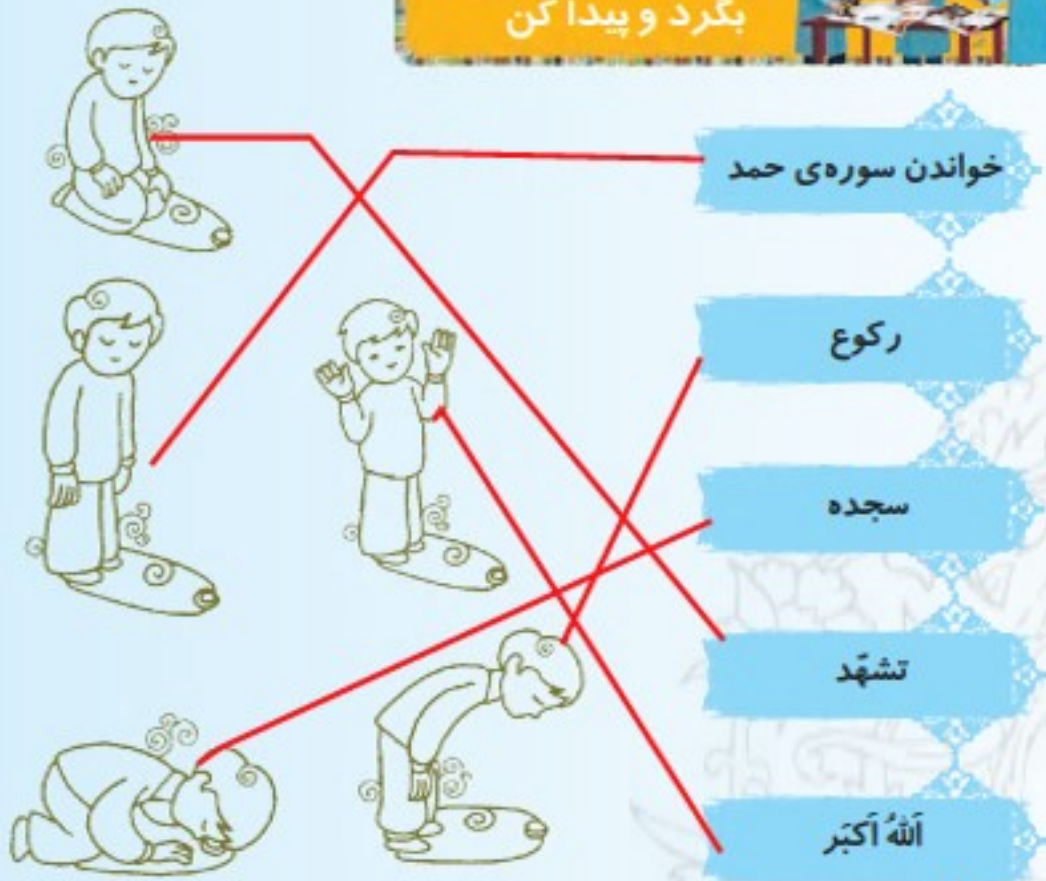 بگرد و پیدا کن
خواندن سوره‌ی حمد
رکوع
سجده
تشهّد
اَللهُ اَکبَر